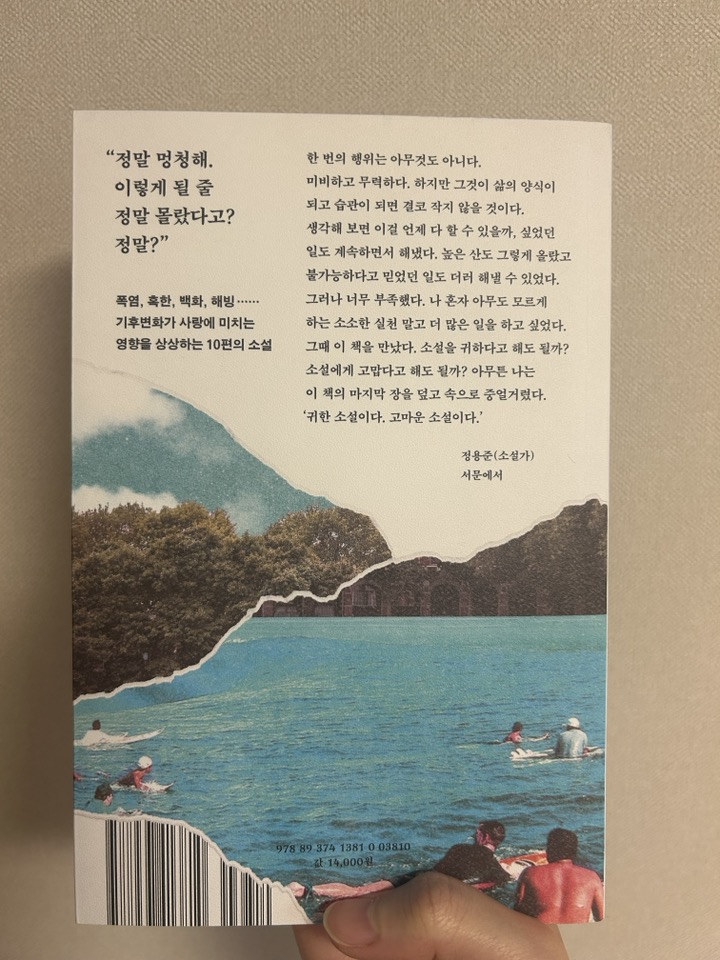 “정말 멍청해.
이렇게 될 줄
정말 몰랐다고?
정말?”
폭염, 혹한, 백화, 해빙……
기후변화가 사랑에 미치는
영향을 상상하는 10편의 소설
한 번의 행위는 아무것도 아니다.
미비하고 무력하다. 하지만 그것이 삶의 양식이
되고 습관이 되면 결코 작지 않을 것이다.
생각해 보면 이걸 언제 다 할 수 있을까, 싶었던
일도 계속하면서 해냈다. 높은 산도 그렇게 올랐고
불가능하다고 믿었던 일도 더러 해낼 수 있었다.
그러나 너무 부족했다. 나 혼자 아무도 모르게
하는 소소한 실천 말고 더 많은 일을 하고 싶었다.
그때 이 책을 만났다. 소설을 귀하다고 해도 될까?
소설에게 고맙다고 해도 될까? 아무튼 나는
이 책의 마지막 장을 덮고 속으로 중얼거렸다.
‘귀한 소설이다. 고마운 소설이다.’
정용준(소설가)
서문에서
978 89 374 1381 0 03810
값 14,000원